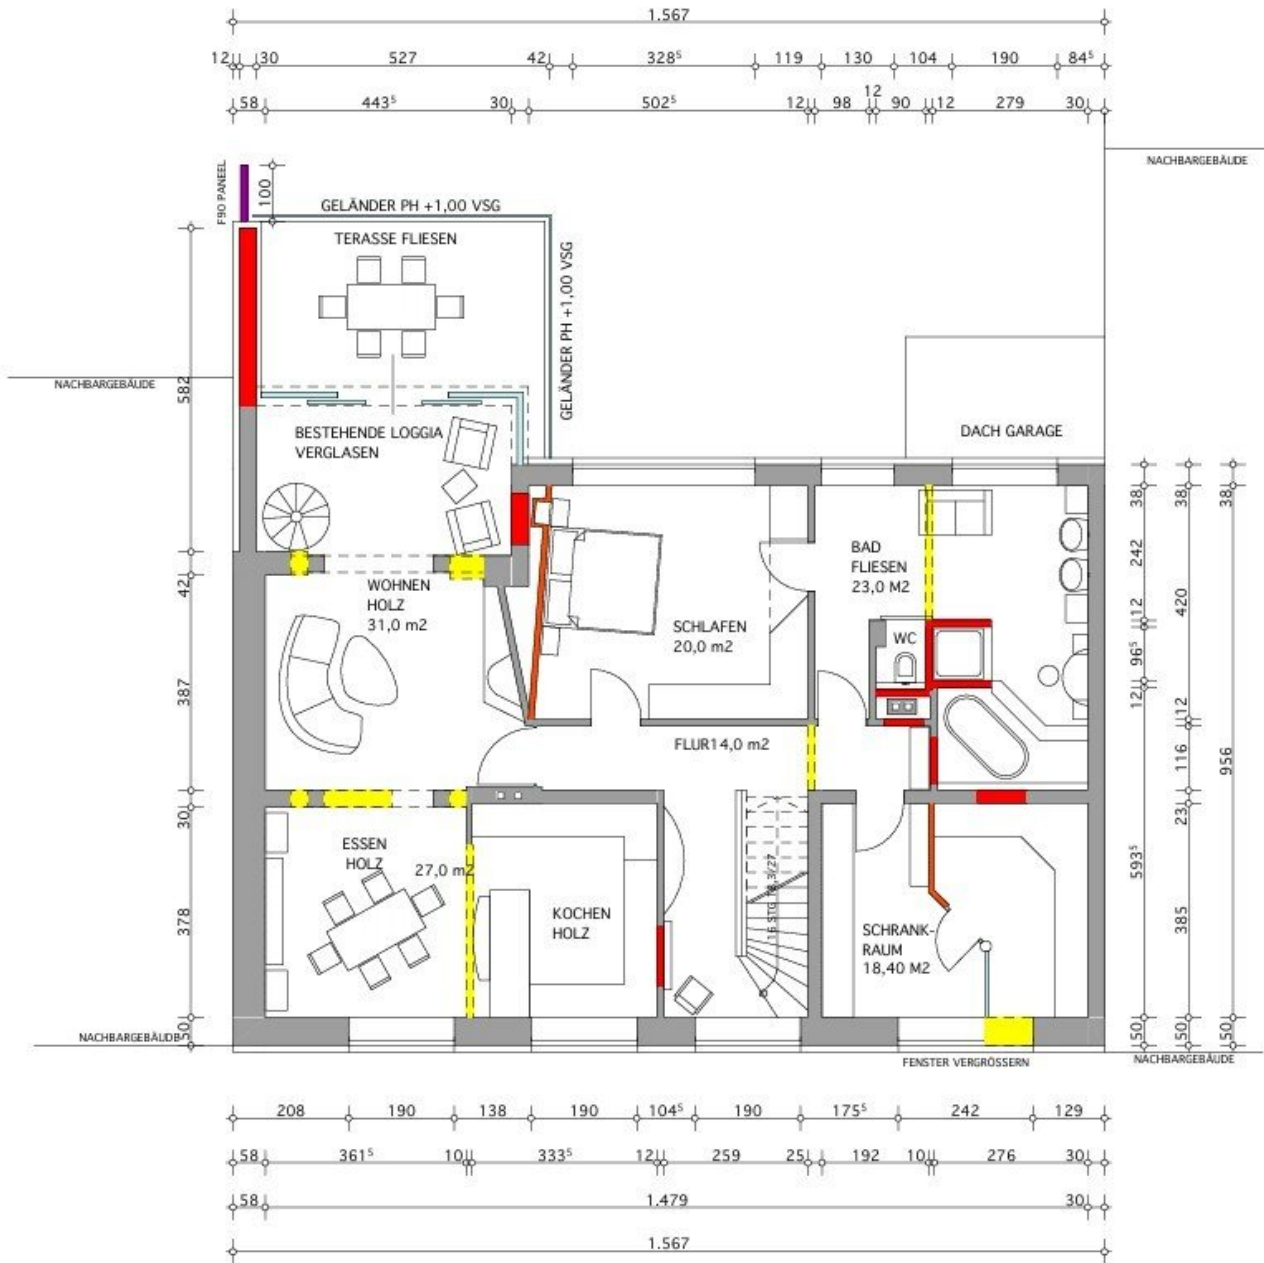 1.567
12 30 527 42 328⁵ 119 130 104 190 84⁵
58 443⁵ 30 502⁵ 12 98 12 90 12 279 30
NACHBARGEBÄUDE
F90 PANEEL
100
GELÄNDER PH +1,00 VSG
TERASSE FLIESEN
GELÄNDER PH +1,00 VSG
NACHBARGEBÄUDE
582
BESTEHENDE LOGGIA
VERGLASEN
DACH GARAGE
38 38 38
BAD
FLIESEN
23,0 M2
242
42
WOHNEN
HOLZ
31,0 m2
420
12
SCHLAFEN
20,0 m2
WC
96⁵
387
12
12
FLUR14,0 m2
116
956
30
23
ESSEN
HOLZ
27,0 m2
593⁵
16 STG 18,3/27
378
KOCHEN
HOLZ
385
SCHRANK-
RAUM
18,40 M2
50
50 50 50
NACHBARGEBÄUDE
FENSTER VERGRÖSSERN
NACHBARGEBÄUDE
208 190 138 190 104⁵ 190 175⁵ 242 129
58 361⁵ 10 333⁵ 12 259 25 192 10 276 30
58 1.479 30
1.567